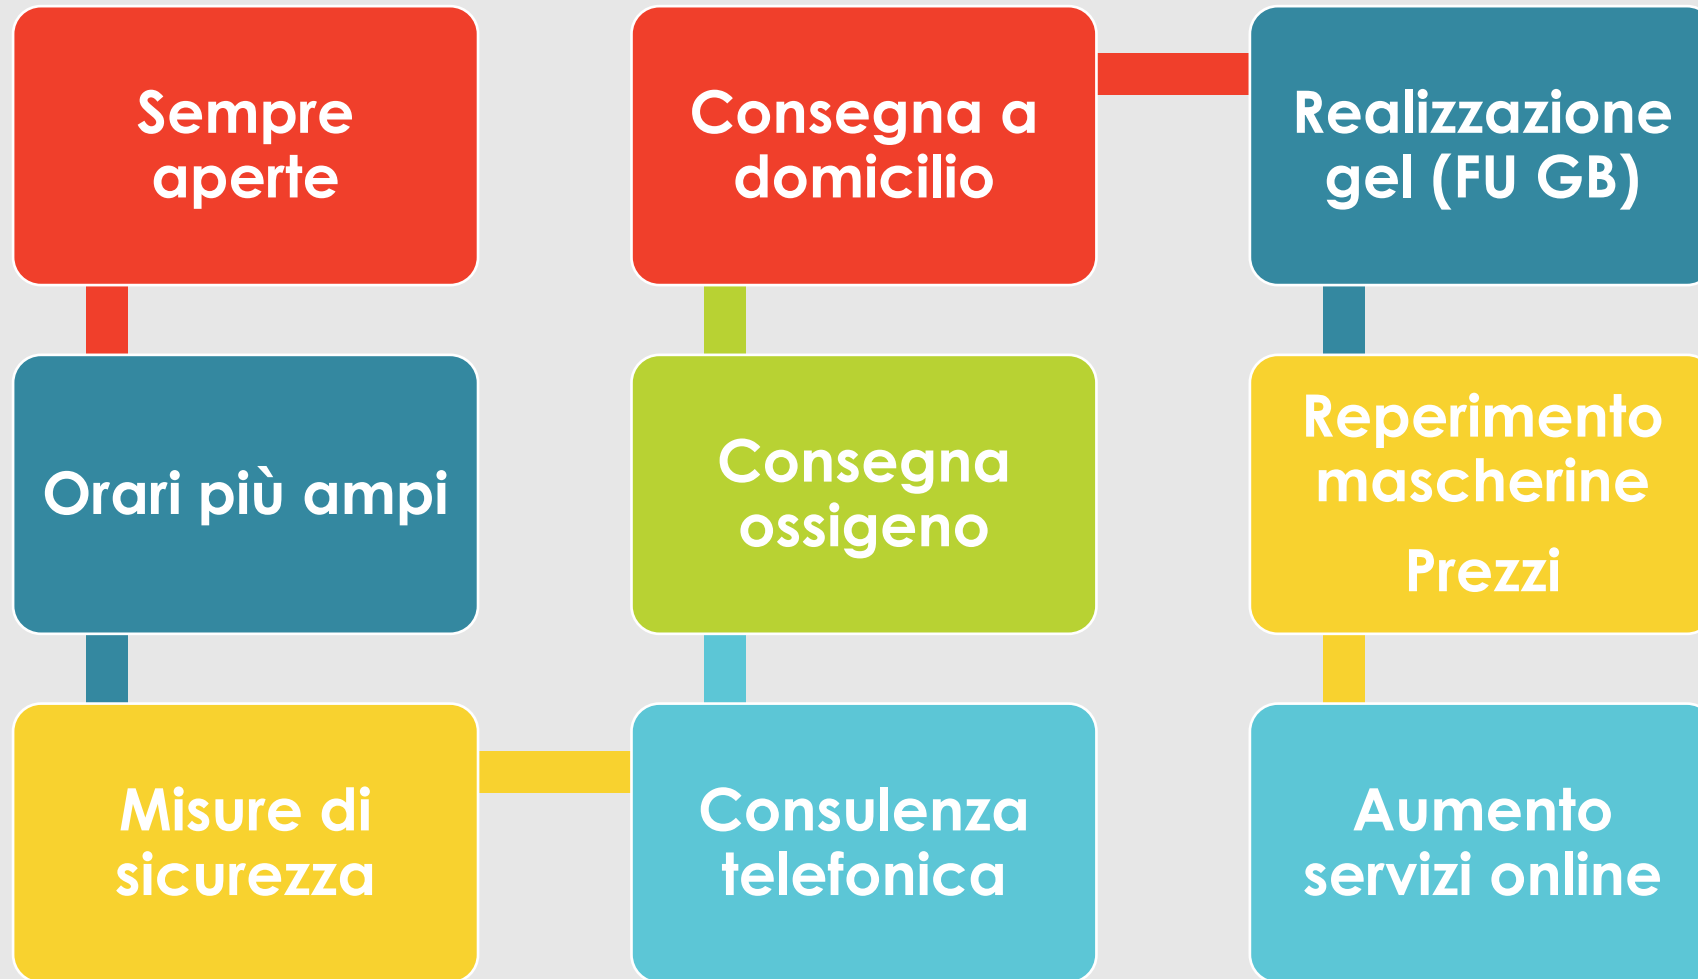 Sempre
aperte
Orari più ampi
Misure di
sicurezza
Consulenza
telefonica
Consegna
ossigeno
Consegna a
domicilio
Realizzazione
gel (FU GB)
Reperimento
mascherine
Prezzi
Aumento
servizi online